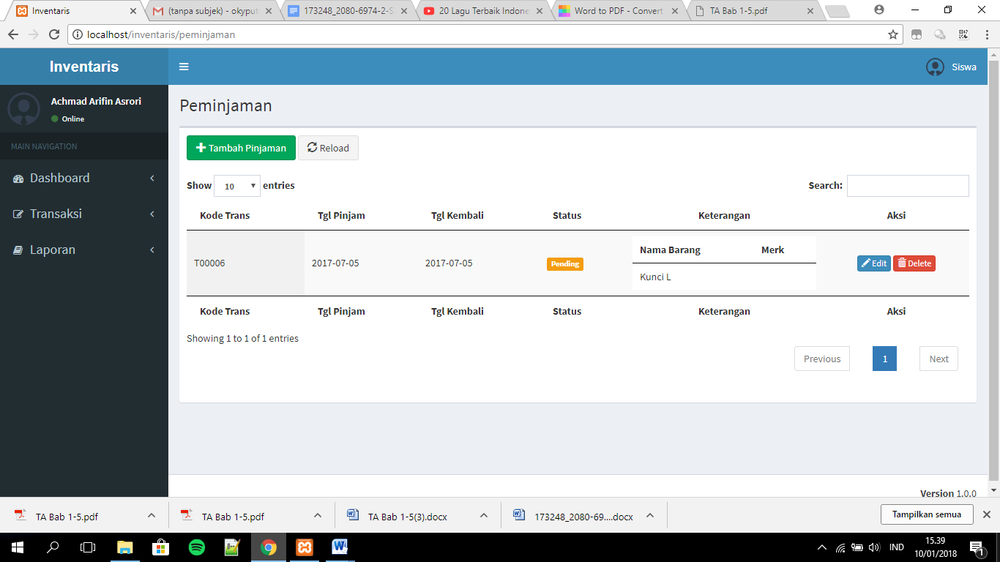 Inventaris
(tanpa subjek) - okyput
173248_2080-6974-2-S
20 Lagu Terbaik Indone
Word to PDF - Convert
TA Bab 1-5.pdf
localhost/inventaris/peminjaman
Inventaris
Siswa
Achmad Arifin Asrori
Online
MAIN NAVIGATION
Dashboard
Transaksi
Laporan
Peminjaman
Tambah Pinjaman
Reload
Show 10 entries
Search:
Kode Trans Tgl Pinjam Tgl Kembali Status Keterangan Aksi
Nama Barang Merk
T00006 2017-07-05 2017-07-05 Pending Edit Delete
Kunci L
Kode Trans Tgl Pinjam Tgl Kembali Status Keterangan Aksi
Showing 1 to 1 of 1 entries
Previous 1 Next
Version 1.0.0
TA Bab 1-5.pdf
TA Bab 1-5.pdf
TA Bab 1-5(3).docx
173248_2080-69....docx
Tampilkan semua
IND
15.39
10/01/2018
1